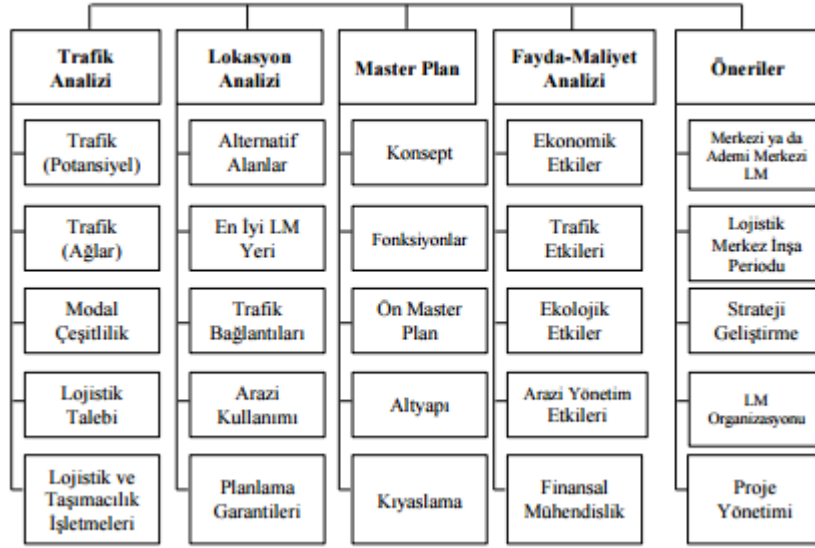 Trafik
Analizi
Lokasyon
Analizi
Master Plan
Fayda-Maliyet
Analizi
Öneriler
Trafik
(Potansiyel)
Alternatif
Alanlar
Konsept
Ekonomik
Etkiler
Merkezi ya da
Ademi Merkezi
LM
Trafik
(Ağlar)
En İyi LM
Yeri
Fonksiyonlar
Trafik
Etkileri
Lojistik
Merkez İnşa
Periodu
Modal
Çeşitlilik
Trafik
Bağlantıları
Ön Master
Plan
Ekolojik
Etkiler
Strateji
Geliştirme
Lojistik
Talebi
Arazi
Kullanımı
Altyapı
Arazi Yönetim
Etkileri
LM
Organizasyonu
Lojistik ve
Taşımacılık
İşletmeleri
Planlama
Garantileri
Kıyaslama
Finansal
Mühendislik
Proje
Yönetimi